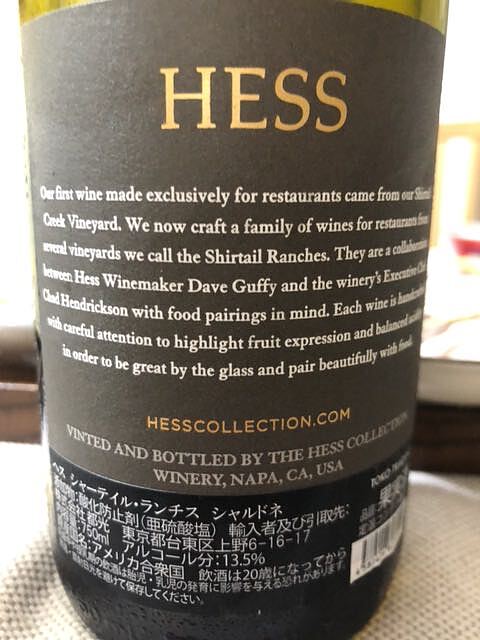 HESS
Our first wine made exclusively for restaurants came from our Shirtail
Creek Vineyard. We now craft a family of wines for restaurants from
several vineyards we call the Shirtail Ranches. They are a collaboration
between Hess Winemaker Dave Guffy and the winery's Executive Chef
Chad Hendrickson with food pairings in mind. Each wine is handcrafted
with careful attention to highlight fruit expression and balanced acidity
in order to be great by the glass and pair beautifully with food.
HESSCOLLECTION.COM
VINTED AND BOTTLED BY THE HESS COLLECTION
WINERY, NAPA, CA, USA
ヘス シャーテイル・ランチス シャルドネ
酸化防止剤(亜硫酸塩) 輸入者及び引取先:
都光 東京都台東区上野6-16-17
750ml アルコール分:13.5%
アメリカ合衆国 飲酒は20歳になってから
の飲酒は胎児・乳児の発育に影響を与える恐れがあります
を避けて保存してください。